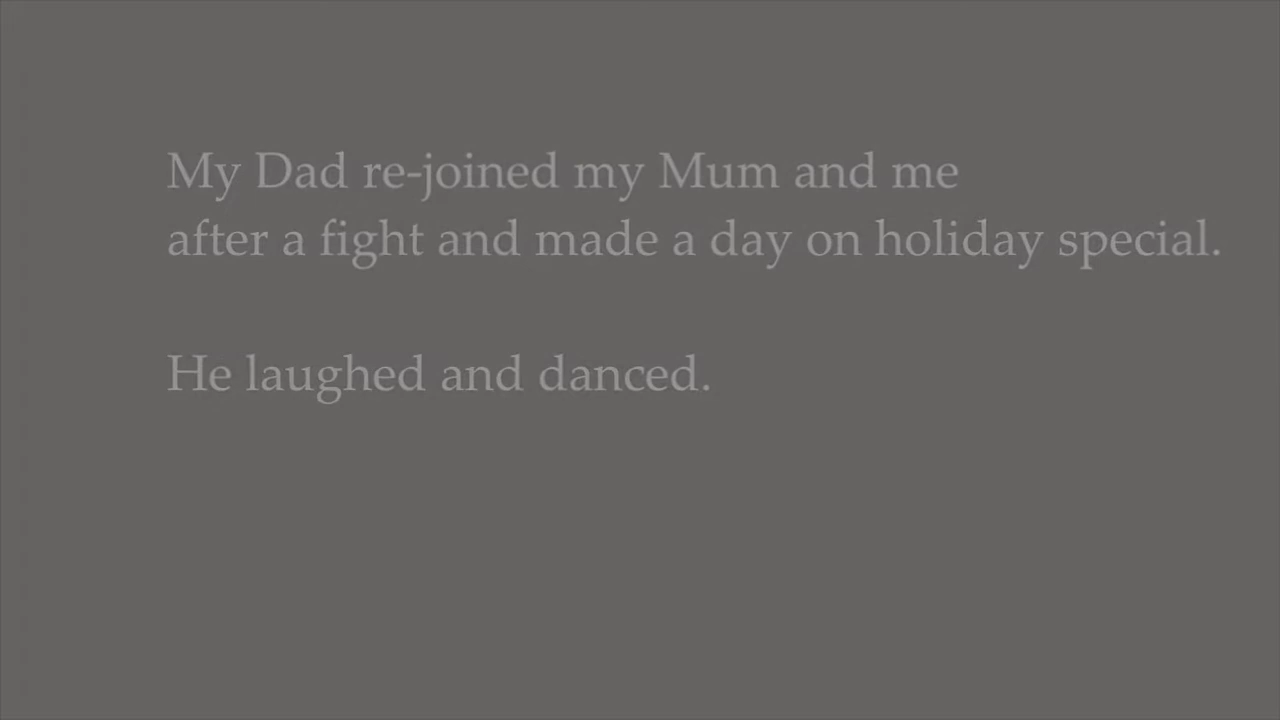 My Dad re-joined my Mum and me
after a fight and made a day on holiday special.
He laughed and danced.